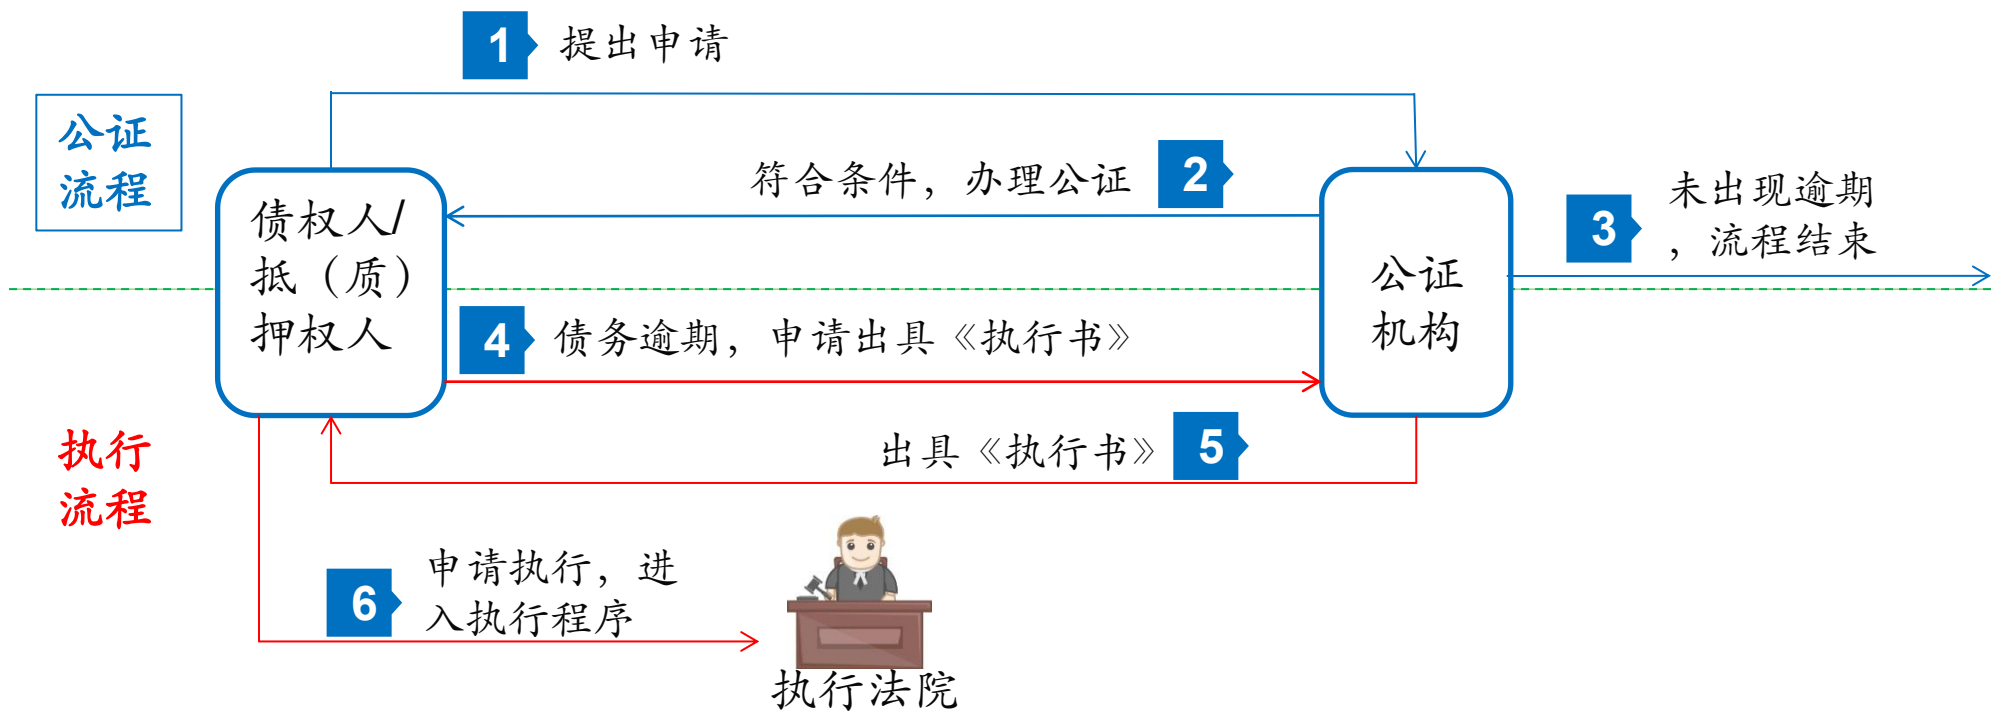 1 提出申请
公证
流程
符合条件，办理公证 2
债权人/
抵（质）
押权人
公证
机构
3 未出现逾期
，流程结束
4 债务逾期，申请出具《执行书》
出具《执行书》 5
执行
流程
6 申请执行，进
入执行程序
执行法院